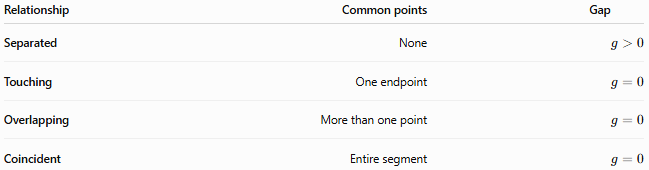 Relationship Common points Gap
Separated None g > 0
Touching One endpoint g = 0
Overlapping More than one point g = 0
Coincident Entire segment g = 0